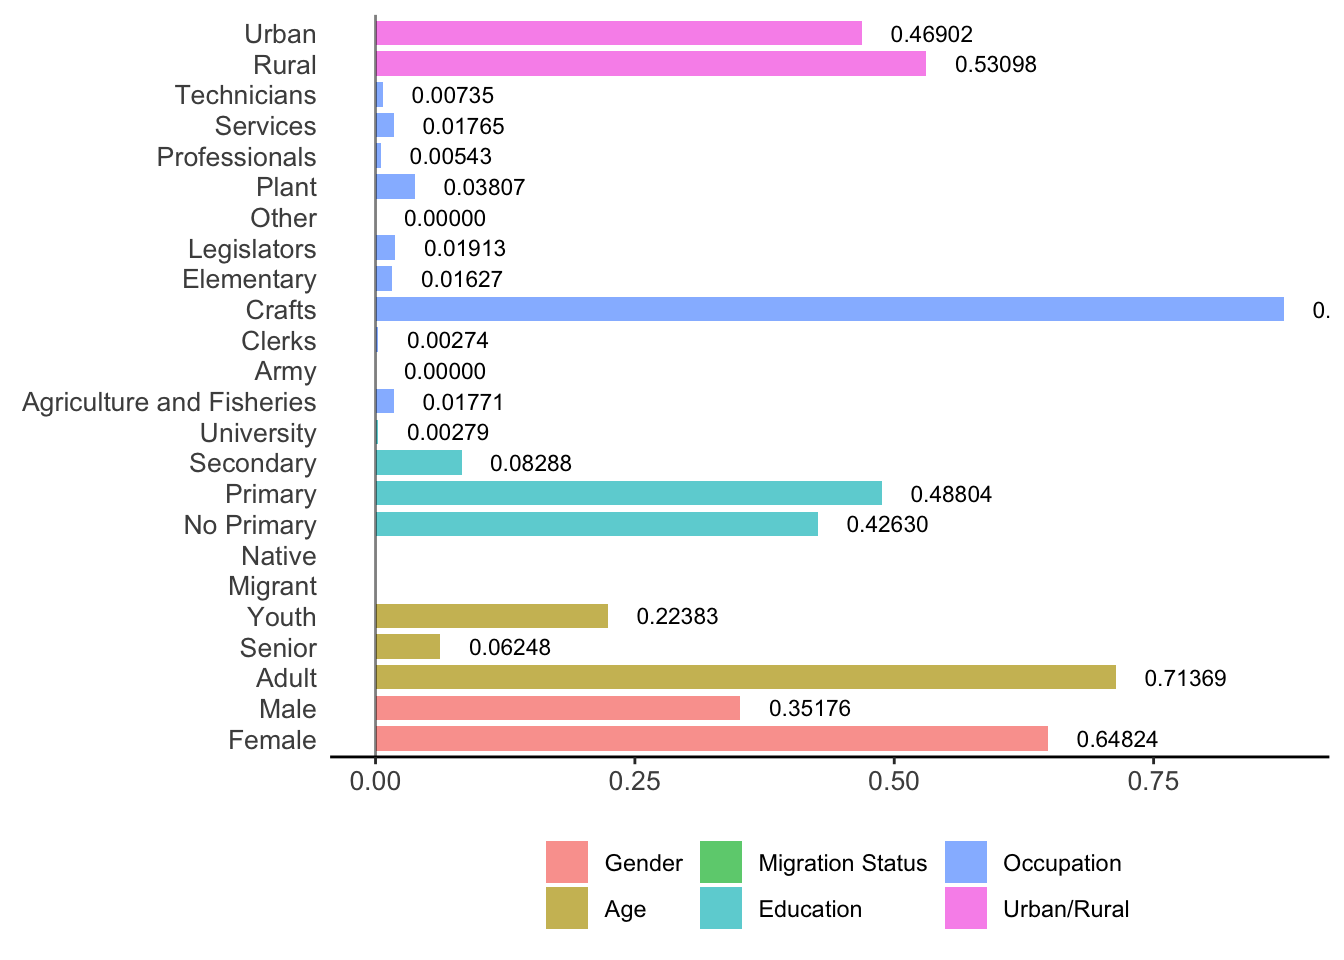 Urban 0.46902
Rural 0.53098
Technicians 0.00735
Services 0.01765
Professionals 0.00543
Plant 0.03807
Other 0.00000
Legislators 0.01913
Elementary 0.01627
Crafts 0.
Clerks 0.00274
Army 0.00000
Agriculture and Fisheries 0.01771
University 0.00279
Secondary 0.08288
Primary 0.48804
No Primary 0.42630
Native
Migrant
Youth 0.22383
Senior 0.06248
Adult 0.71369
Male 0.35176
Female 0.64824
0.00 0.25 0.50 0.75
Gender Migration Status Occupation
Age Education Urban/Rural